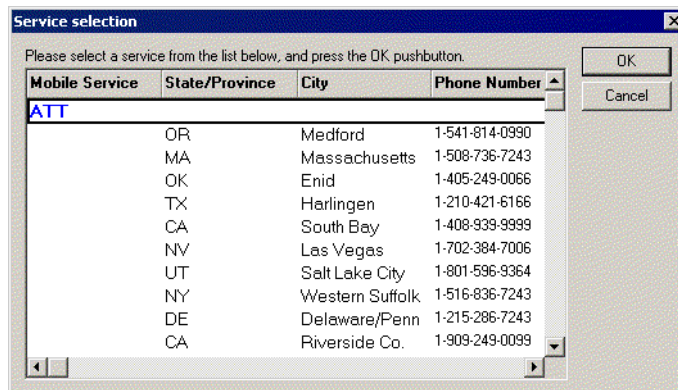 Service selection
Please select a service from the list below, and press the OK pushbutton.
OK
Cancel
Mobile Service State/Province City Phone Number
ATT
OR Medford 1-541-814-0990
MA Massachusetts 1-508-736-7243
OK Enid 1-405-249-0066
TX Harlingen 1-210-421-6166
CA South Bay 1-408-939-9999
NV Las Vegas 1-702-384-7006
UT Salt Lake City 1-801-596-9364
NY Western Suffolk 1-516-836-7243
DE Delaware/Penn 1-215-286-7243
CA Riverside Co. 1-909-249-0099